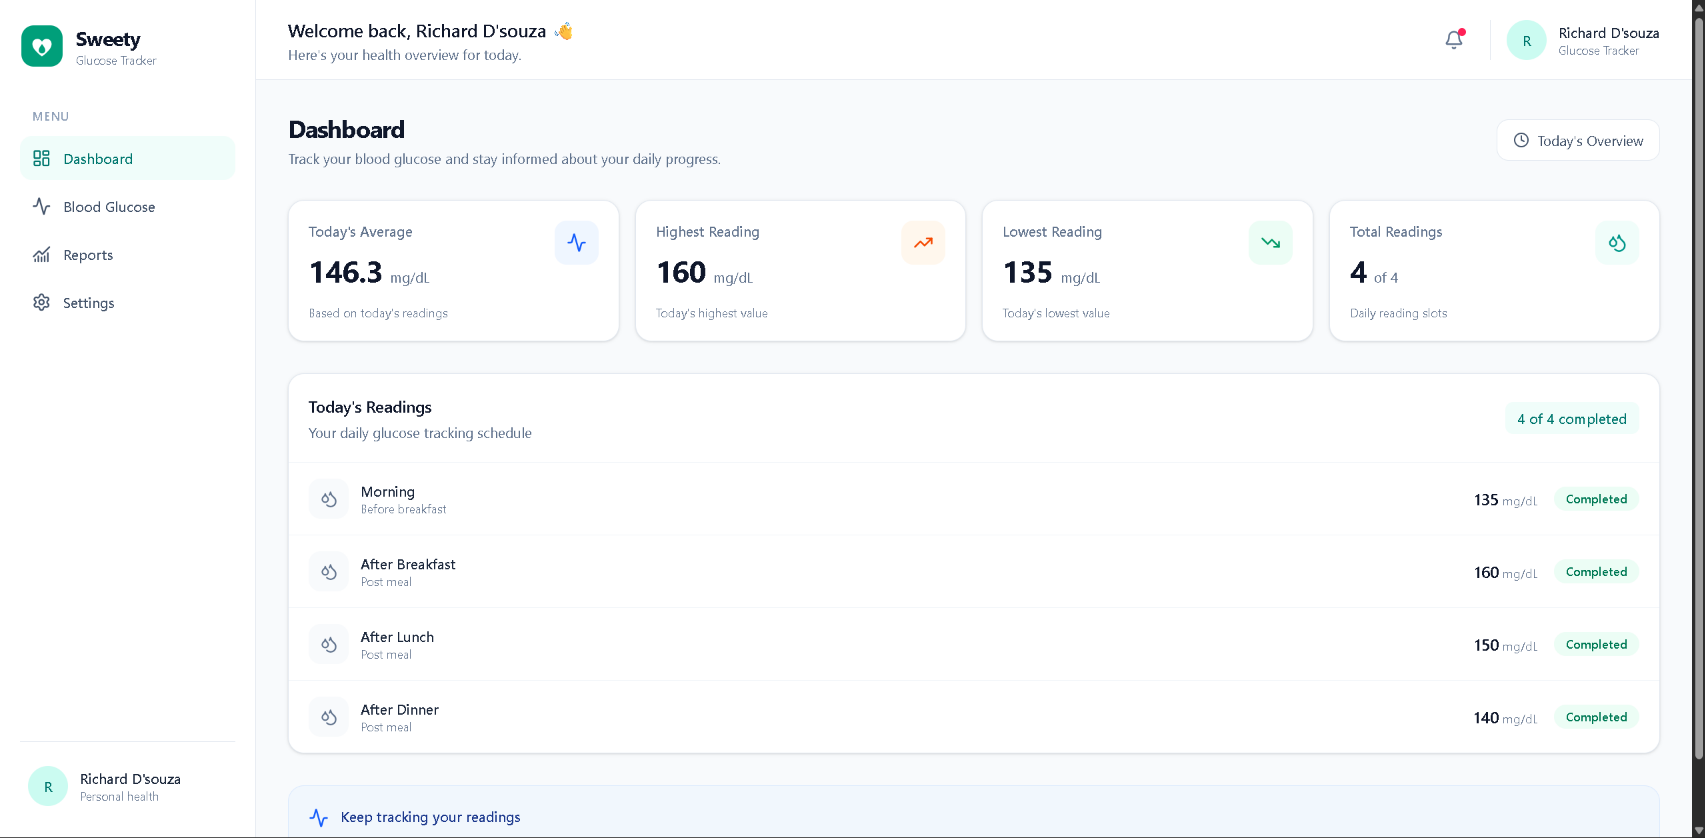 Sweety
Glucose Tracker
MENU
Dashboard
Blood Glucose
Reports
Settings
Richard D'souza
Personal health
R
Welcome back, Richard D'souza 👋
Here's your health overview for today.
R
Richard D'souza
Glucose Tracker
Dashboard
Track your blood glucose and stay informed about your daily progress.
Today's Overview
Today's Average
146.3 mg/dL
Based on today's readings
Highest Reading
160 mg/dL
Today's highest value
Lowest Reading
135 mg/dL
Today's lowest value
Total Readings
4 of 4
Daily reading slots
Today's Readings
Your daily glucose tracking schedule
4 of 4 completed
Morning
Before breakfast
135 mg/dL Completed
After Breakfast
Post meal
160 mg/dL Completed
After Lunch
Post meal
150 mg/dL Completed
After Dinner
Post meal
140 mg/dL Completed
Keep tracking your readings